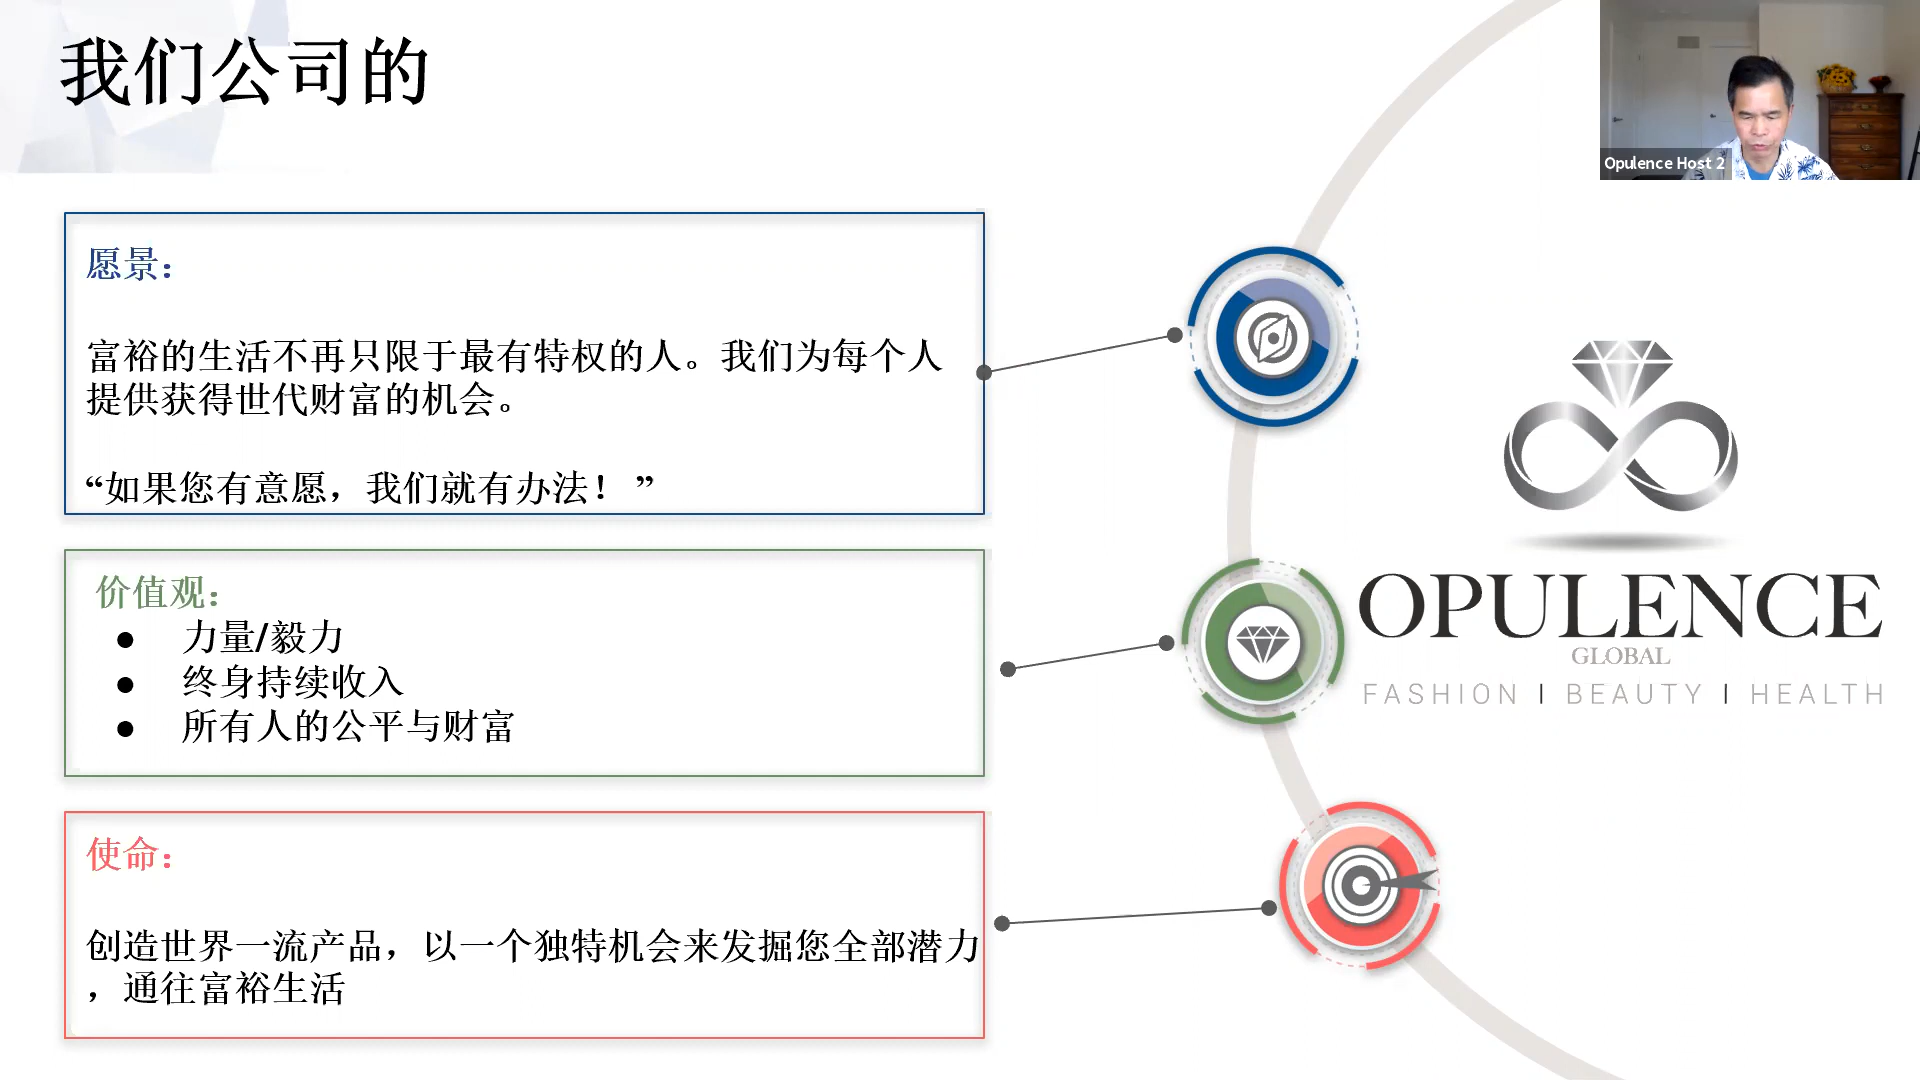 我们公司的
Opulence Host 2
愿景：
富裕的生活不再只限于最有特权的人。我们为每个人
提供获得世代财富的机会。
“如果您有意愿，我们就有办法！ ”
价值观：
● 力量/毅力
● 终身持续收入
● 所有人的公平与财富
使命：
创造世界一流产品，以一个独特机会来发掘您全部潜力
，通往富裕生活
OPULENCE
GLOBAL
FASHION | BEAUTY | HEALTH